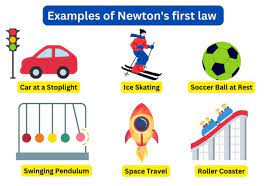 Examples of Newton's first law
Car at a Stoplight
Ice Skating
Soccer Ball at Rest
Swinging Pendulum
Space Travel
Roller Coaster